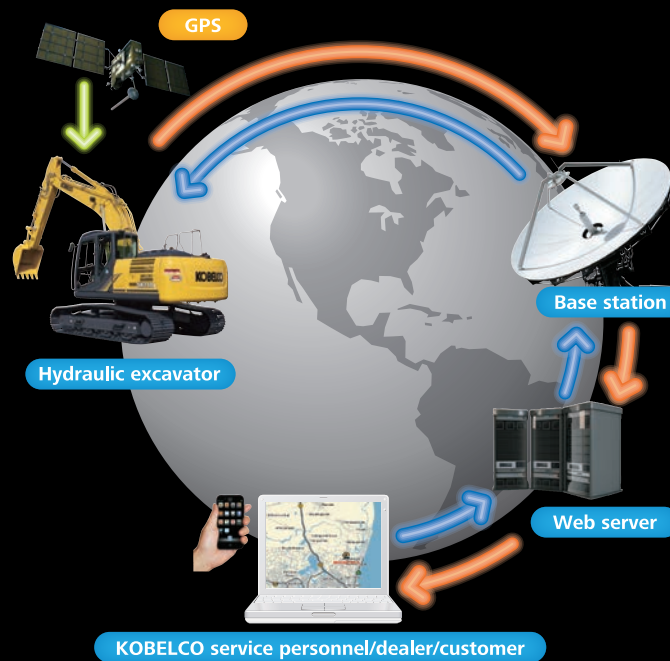 GPS
KOBELCO
Base station
Hydraulic excavator
Web server
KOBELCO service personnel/dealer/customer